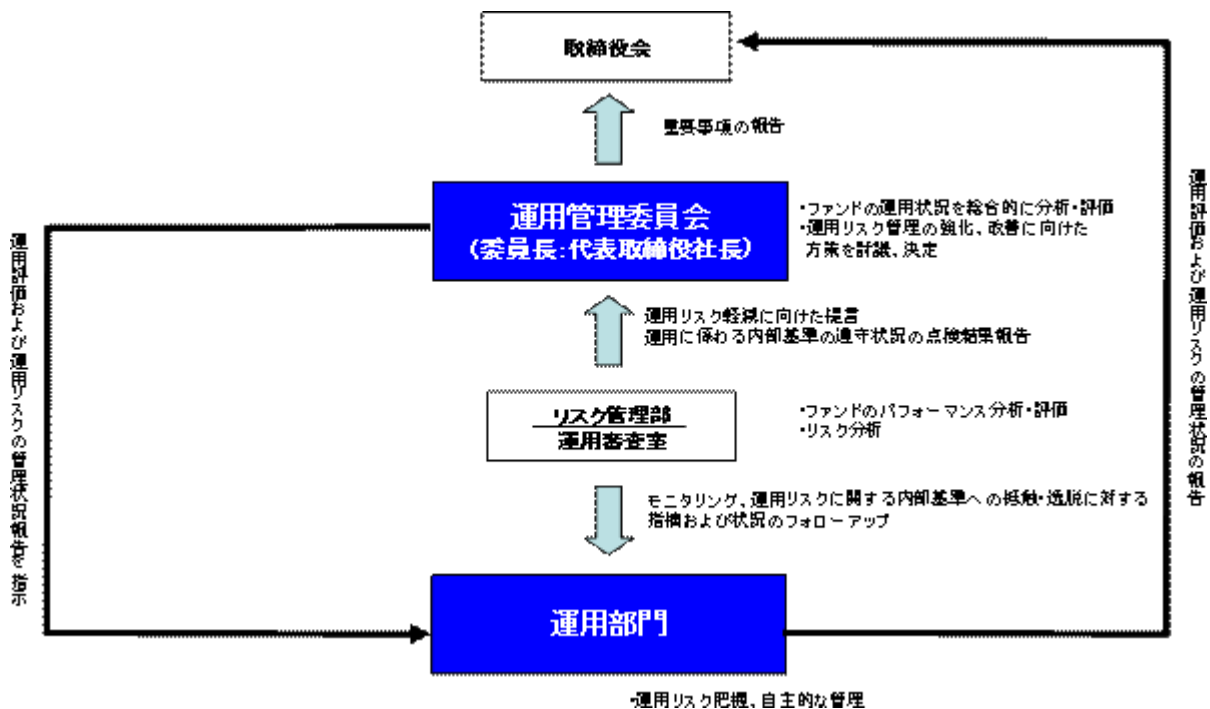 取締役会
重要事項の報告
運用管理委員会
(委員長:代表取締役社長)
・ファンドの運用状況を総合的に分析・評価
・運用リスク管理の強化、改善に向けた
方策を討議、決定
運用リスク軽減に向けた提言
運用に係わる内部基準の遵守状況の点検結果報告
リスク管理部
運用審査室
・ファンドのパフォーマンス分析・評価
・リスク分析
モニタリング、運用リスクに関する内部基準への抵触・逸脱に対する
指摘および状況のフォローアップ
運用部門
・運用リスク把握、自主的な管理
運用評価および運用リスクの管理状況報告を指示
運用評価および運用リスクの管理状況の報告